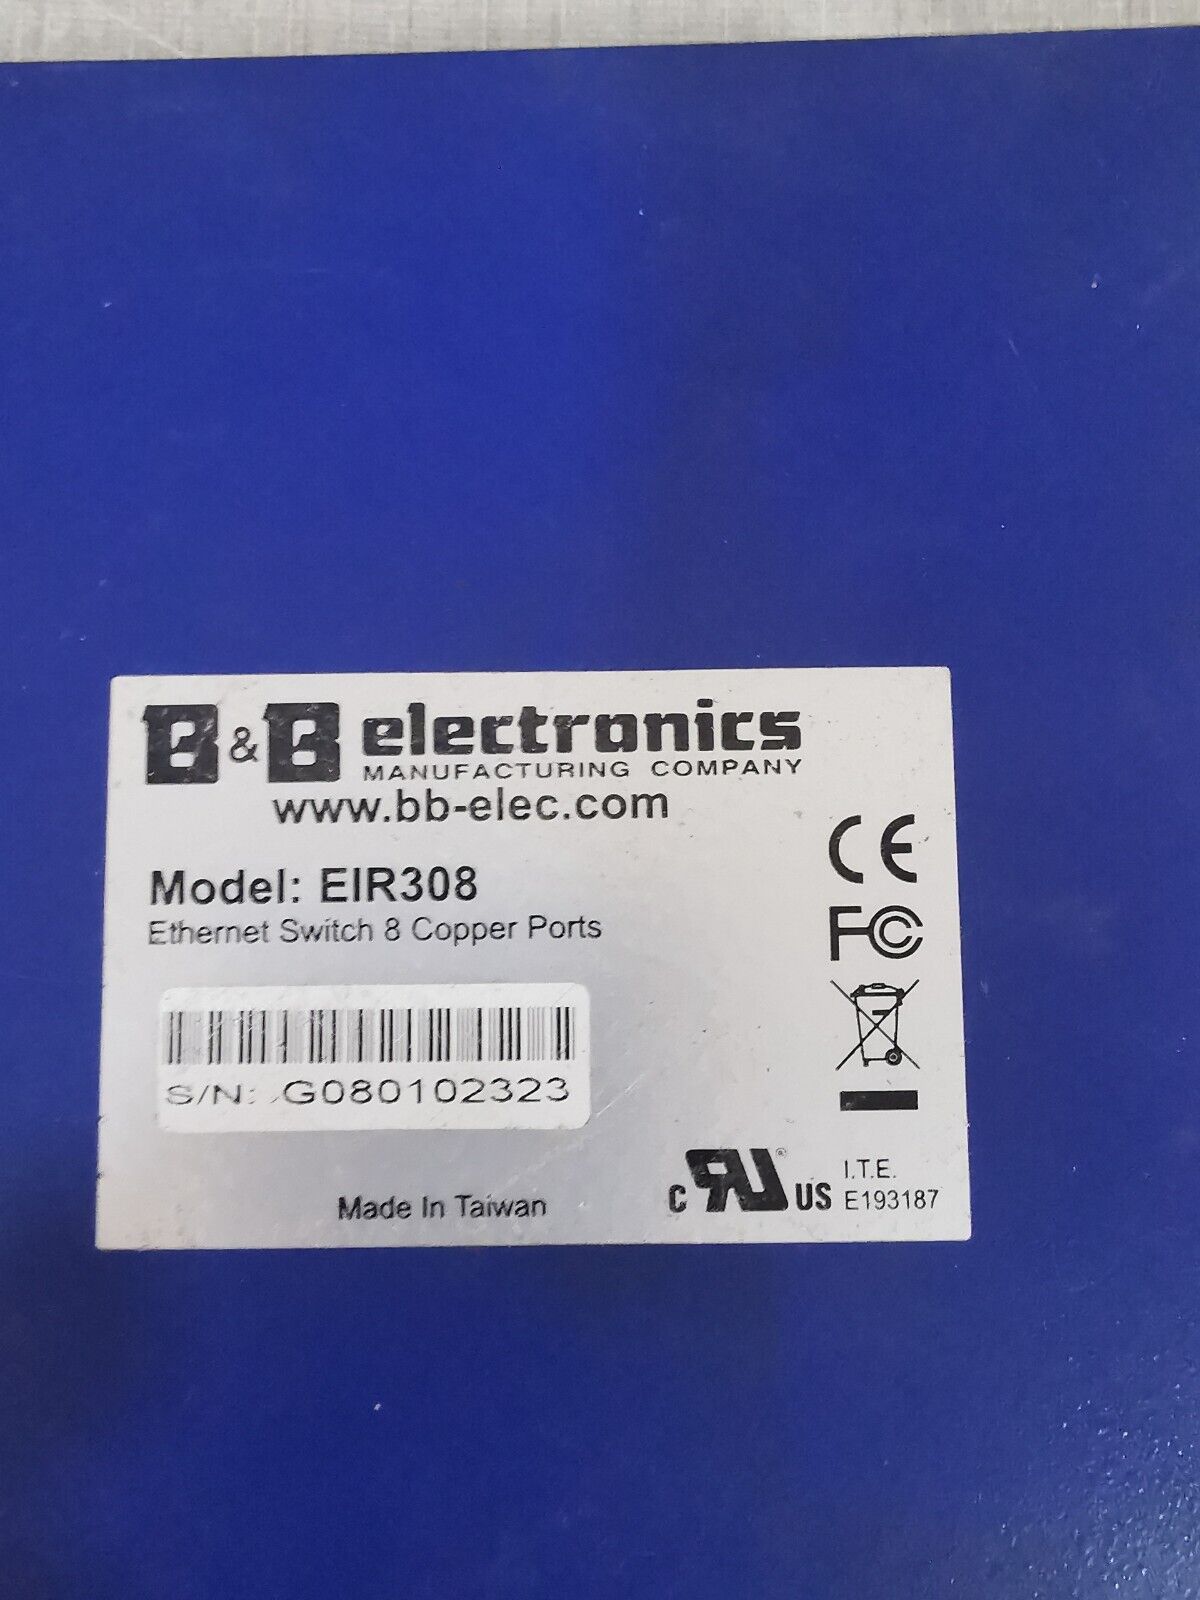 B&B electronics
MANUFACTURING COMPANY
www.bb-elec.com
Model: EIR308
Ethernet Switch 8 Copper Ports
CE
FC
S/N: G080102323
Made In Taiwan
C RU ® US
I.T.E.
E193187